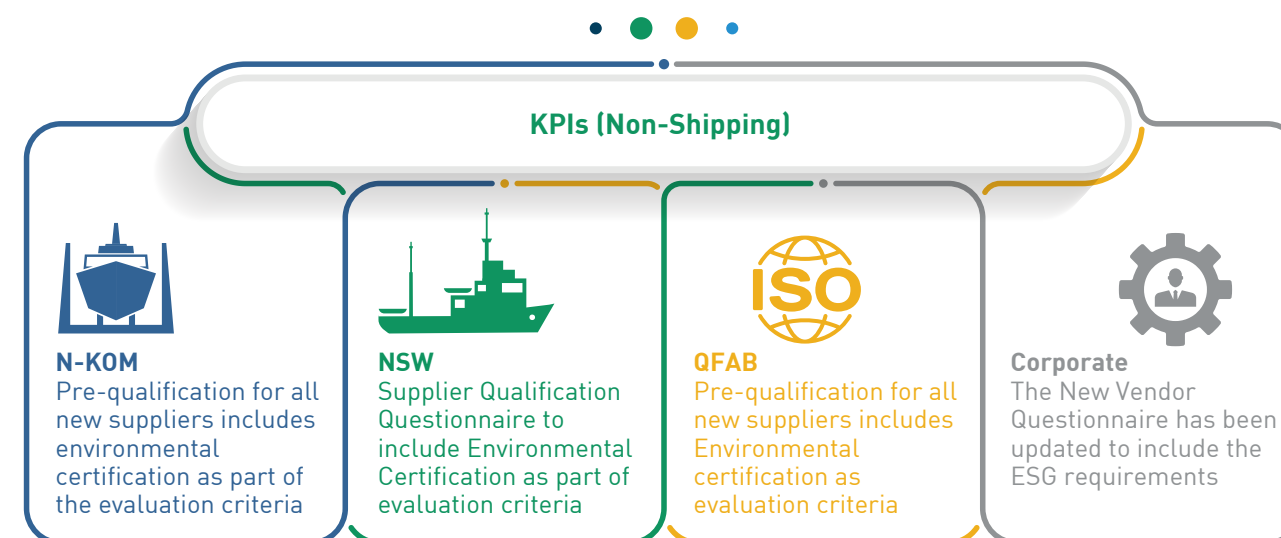 KPIs (Non-Shipping)
N-KOM
Pre-qualification for all
new suppliers includes
environmental
certification as part of
the evaluation criteria
NSW
Supplier Qualification
Questionnaire to
include Environmental
Certification as part of
evaluation criteria
ISO
QFAB
Pre-qualification for all
new suppliers includes
Environmental
certification as
evaluation criteria
Corporate
The New Vendor
Questionnaire has been
updated to include the
ESG requirements